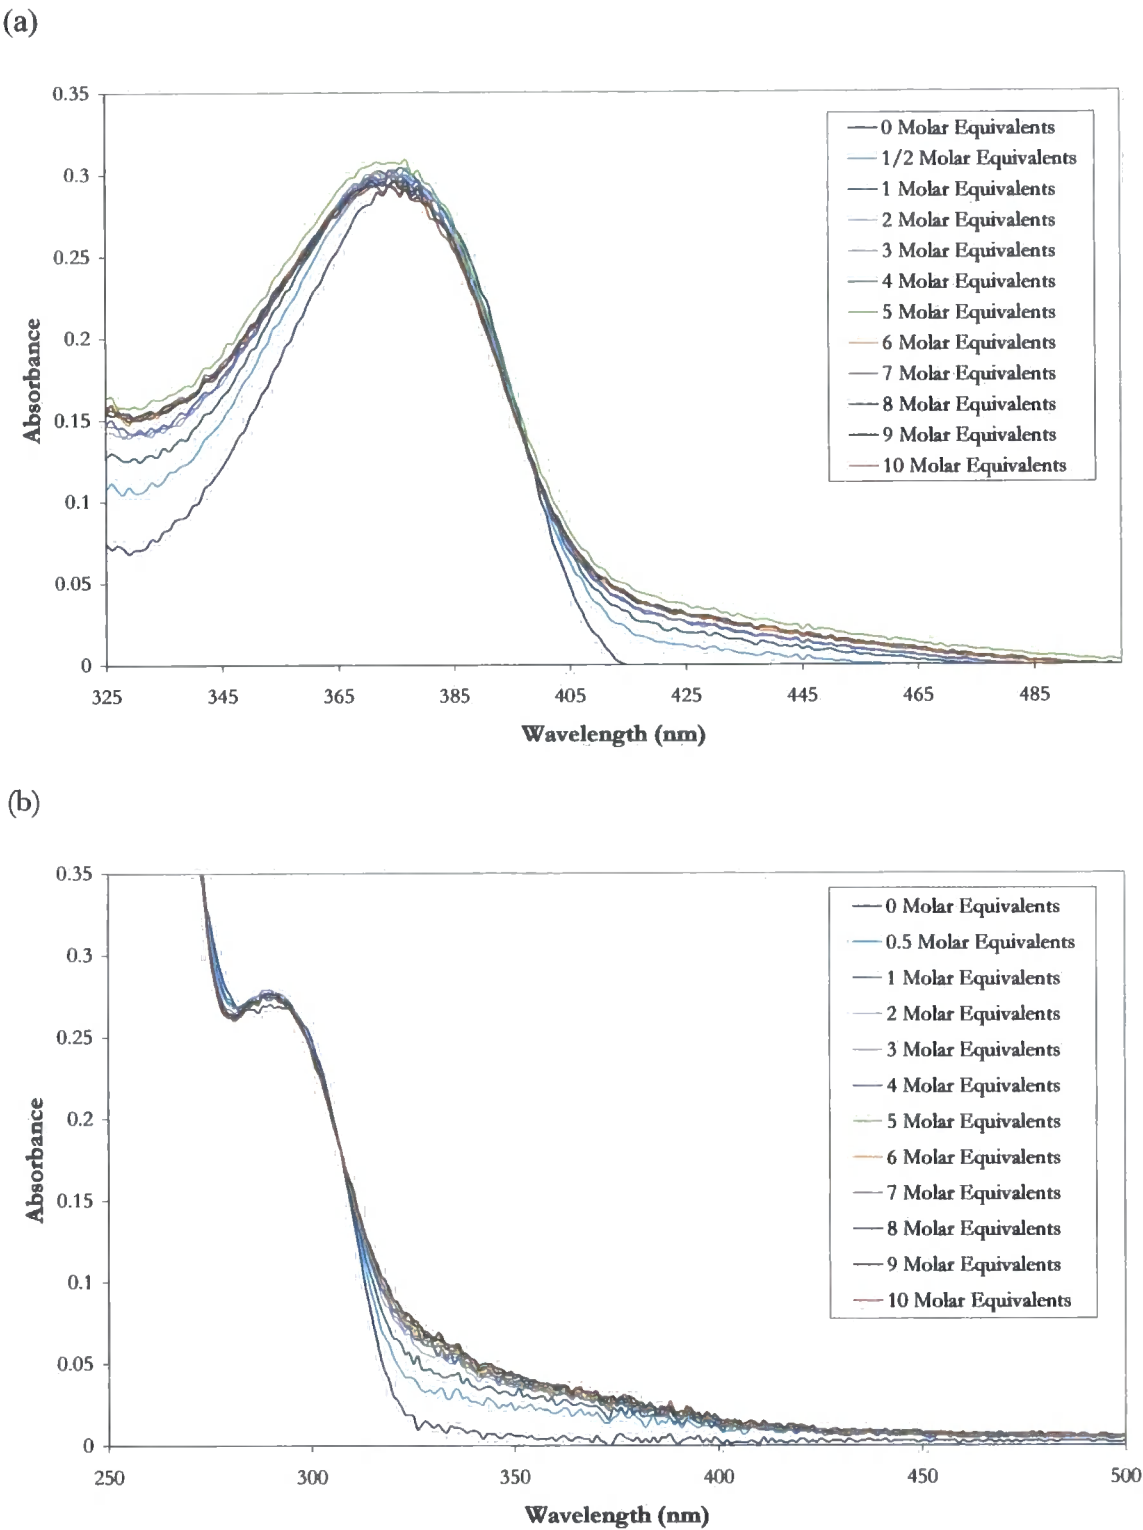 (a)
0.35
0.3
0.25
0.2
0.15
0.1
0.05
0
Absorbance
0 Molar Equivalents
1/2 Molar Equivalents
1 Molar Equivalents
2 Molar Equivalents
3 Molar Equivalents
4 Molar Equivalents
5 Molar Equivalents
6 Molar Equivalents
7 Molar Equivalents
8 Molar Equivalents
9 Molar Equivalents
10 Molar Equivalents
325 345 365 385 405 425 445 465 485
Wavelength (nm)
(b)
0.35
0.3
0.25
0.2
0.15
0.1
0.05
0
Absorbance
0 Molar Equivalents
0.5 Molar Equivalents
1 Molar Equivalents
2 Molar Equivalents
3 Molar Equivalents
4 Molar Equivalents
5 Molar Equivalents
6 Molar Equivalents
7 Molar Equivalents
8 Molar Equivalents
9 Molar Equivalents
10 Molar Equivalents
250 300 350 400 450 500
Wavelength (nm)